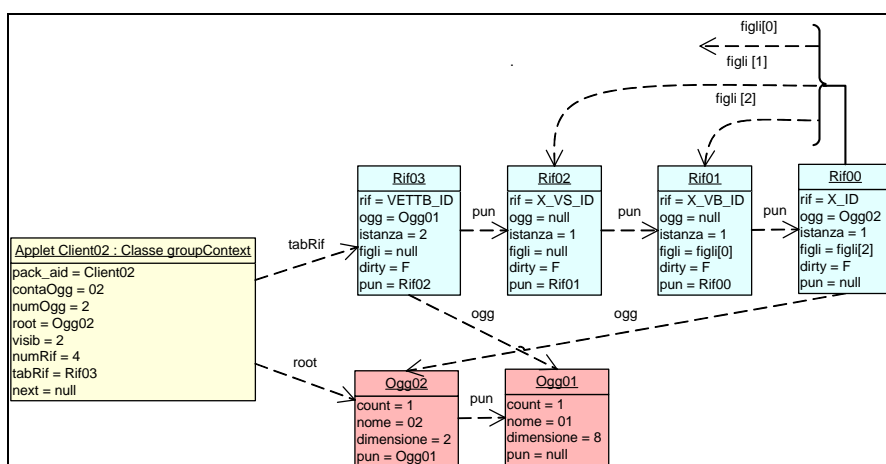 figli[0]
figli [1]
figli [2]
Rif03
rif = VETTB_ID
ogg = Ogg01
istanza = 2
figli = null
dirty = F
pun = Rif02
pun
Rif02
rif = X_VS_ID
ogg = null
istanza = 1
figli = null
dirty = F
pun = Rif01
pun
Rif01
rif = X_VB_ID
ogg = null
istanza = 1
figli = figli[0]
dirty = F
pun = Rif00
pun
Rif00
rif = X_ID
ogg = Ogg02
istanza = 1
figli = figli[2]
dirty = F
pun = null
Applet Client02 : Classe groupContext
pack_aid = Client02
contaOgg = 02
numOgg = 2
root = Ogg02
visib = 2
numRif = 4
tabRif = Rif03
next = null
tabRif
root
ogg
ogg
Ogg02
count = 1
nome = 02
dimensione = 2
pun = Ogg01
pun
Ogg01
count = 1
nome = 01
dimensione = 8
pun = null